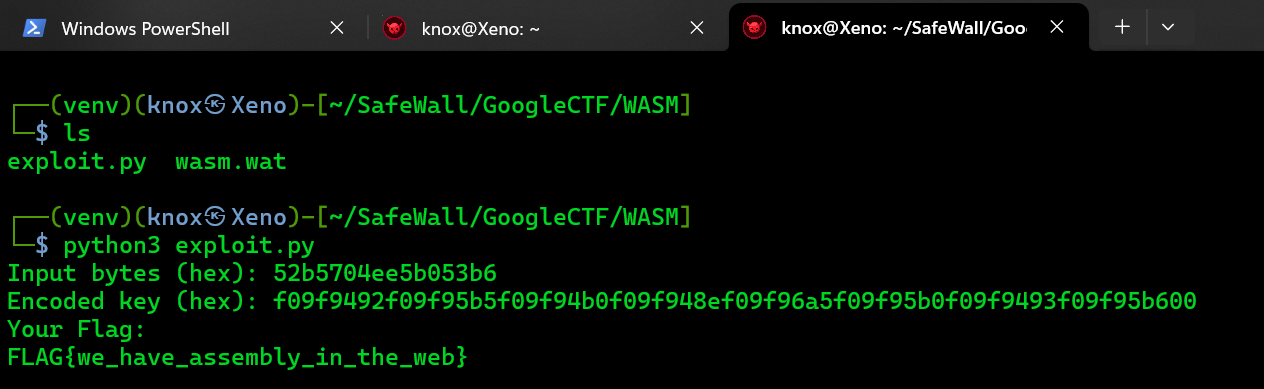 Windows PowerShell
knox@Xeno: ~
knox@Xeno: ~/SafeWall/Goo
┌──(venv)(knox㉿Xeno)-[~/SafeWall/GoogleCTF/WASM]
└─$ ls
exploit.py  wasm.wat
┌──(venv)(knox㉿Xeno)-[~/SafeWall/GoogleCTF/WASM]
└─$ python3 exploit.py
Input bytes (hex): 52b5704ee5b053b6
Encoded key (hex): f09f9492f09f95b5f09f94b0f09f948ef09f96a5f09f95b0f09f9493f09f95b600
Your Flag:
FLAG{we_have_assembly_in_the_web}